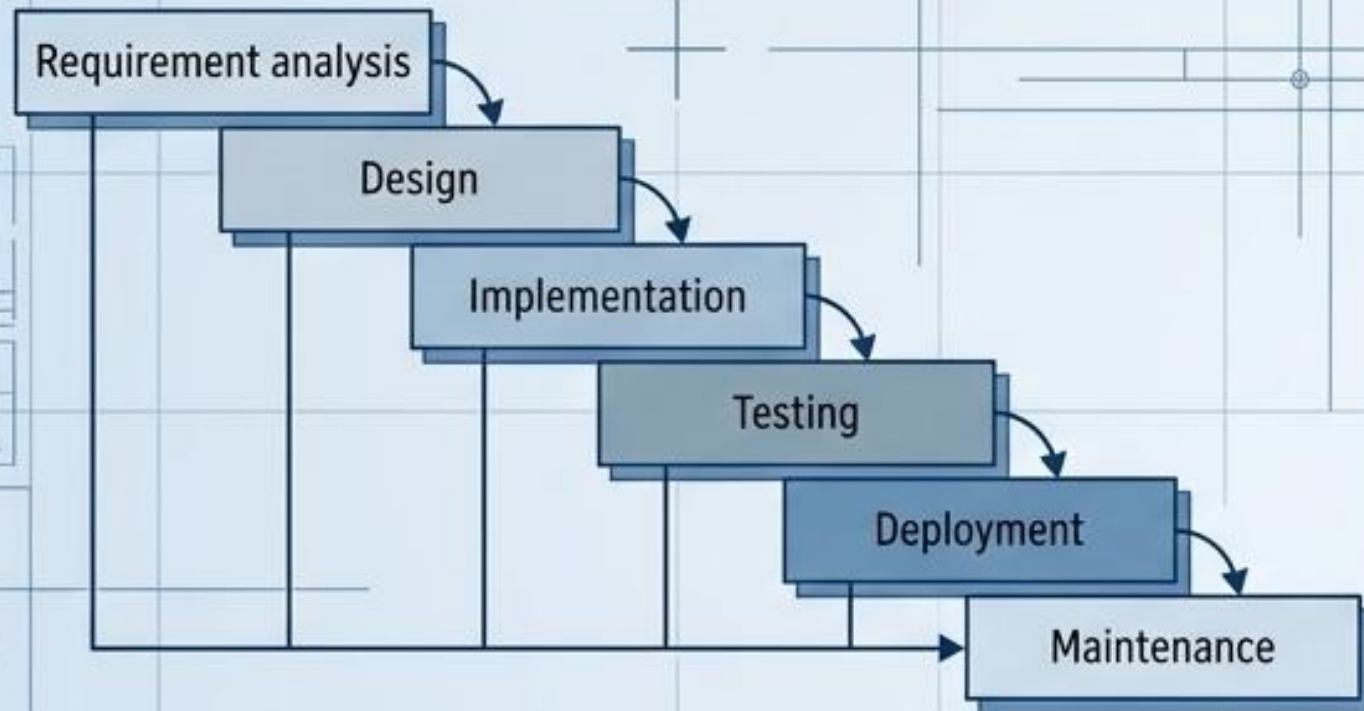 Requirement analysis
Design
Implementation
Testing
Deployment
Maintenance